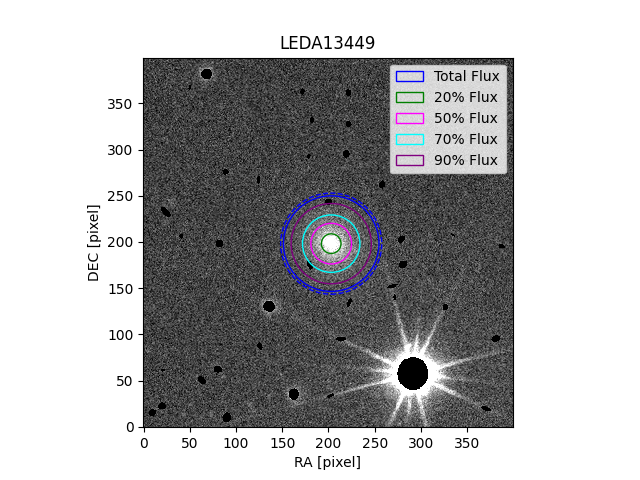 LEDA13449
Total Flux
20% Flux
50% Flux
70% Flux
90% Flux
DEC [pixel]
350
300
250
200
150
100
50
0
0 50 100 150 200 250 300 350
RA [pixel]